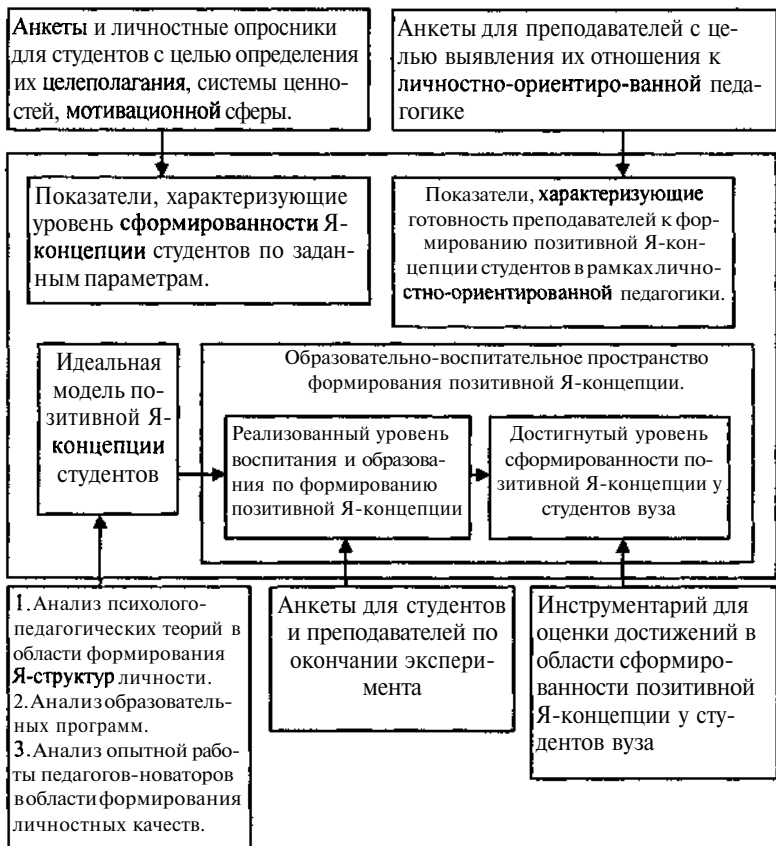 Анкеты и личностные опросники
для студентов с целью определения
их целеполагания, системы ценно-
стей, мотивационной сферы.
Анкеты для преподавателей с це-
лью выявления их отношения к
личностно-ориентиро-ванной педа-
гогике
Показатели, характеризующие
уровень сформированности Я-
концепции студентов по задан-
ным параметрам.
Показатели, характеризующие
готовность преподавателей к фор-
мированию позитивной Я-кон-
цепции студентов в рамках лично-
стно-ориентированной педагогики.
Идеальная
модель по-
зитивной Я-
концепции
студентов
Образовательно-воспитательное пространство
формирования позитивной Я-концепции.
Реализованный уровень
воспитания и образова-
ния по формированию
позитивной Я-концепции
Достигнутый уровень
сформированности по-
зитивной Я-концепции у
студентов вуза
1.Анализ психолого-
педагогических теорий в
области формирования
Я-структур личности.
2.Анализ образователь-
ных программ.
3.Анализ опытной рабо-
ты педагогов-новаторов
в области формирования
личностных качеств.
Анкеты для студентов
и преподавателей по
окончании экспери-
мента
Инструментарий для
оценки достижений в
области сформиро-
ванности позитивной
Я-концепции у сту-
дентов вуза